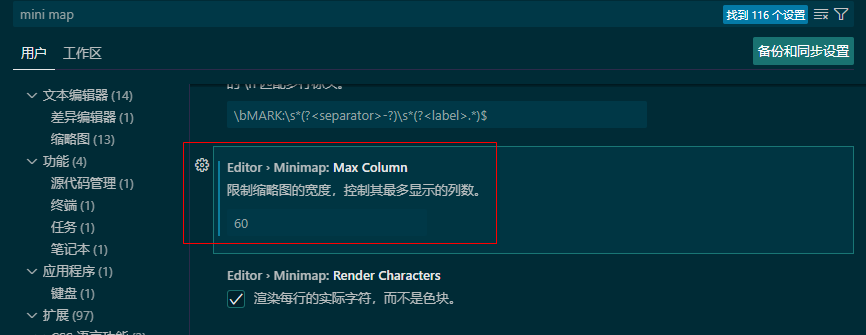 mini map
找到 116 个设置
用户 工作区
备份和同步设置
文本编辑器 (14)
差异编辑器 (1)
缩略图 (13)
功能 (4)
源代码管理 (1)
终端 (1)
任务 (1)
笔记本 (1)
应用程序 (1)
键盘 (1)
扩展 (97)
\bMARK:\s*(?<separator>-?)\s*(?<label>.*)$
Editor › Minimap: Max Column
限制缩略图的宽度，控制其最多显示的列数。
60
Editor › Minimap: Render Characters
渲染每行的实际字符，而不是色块。